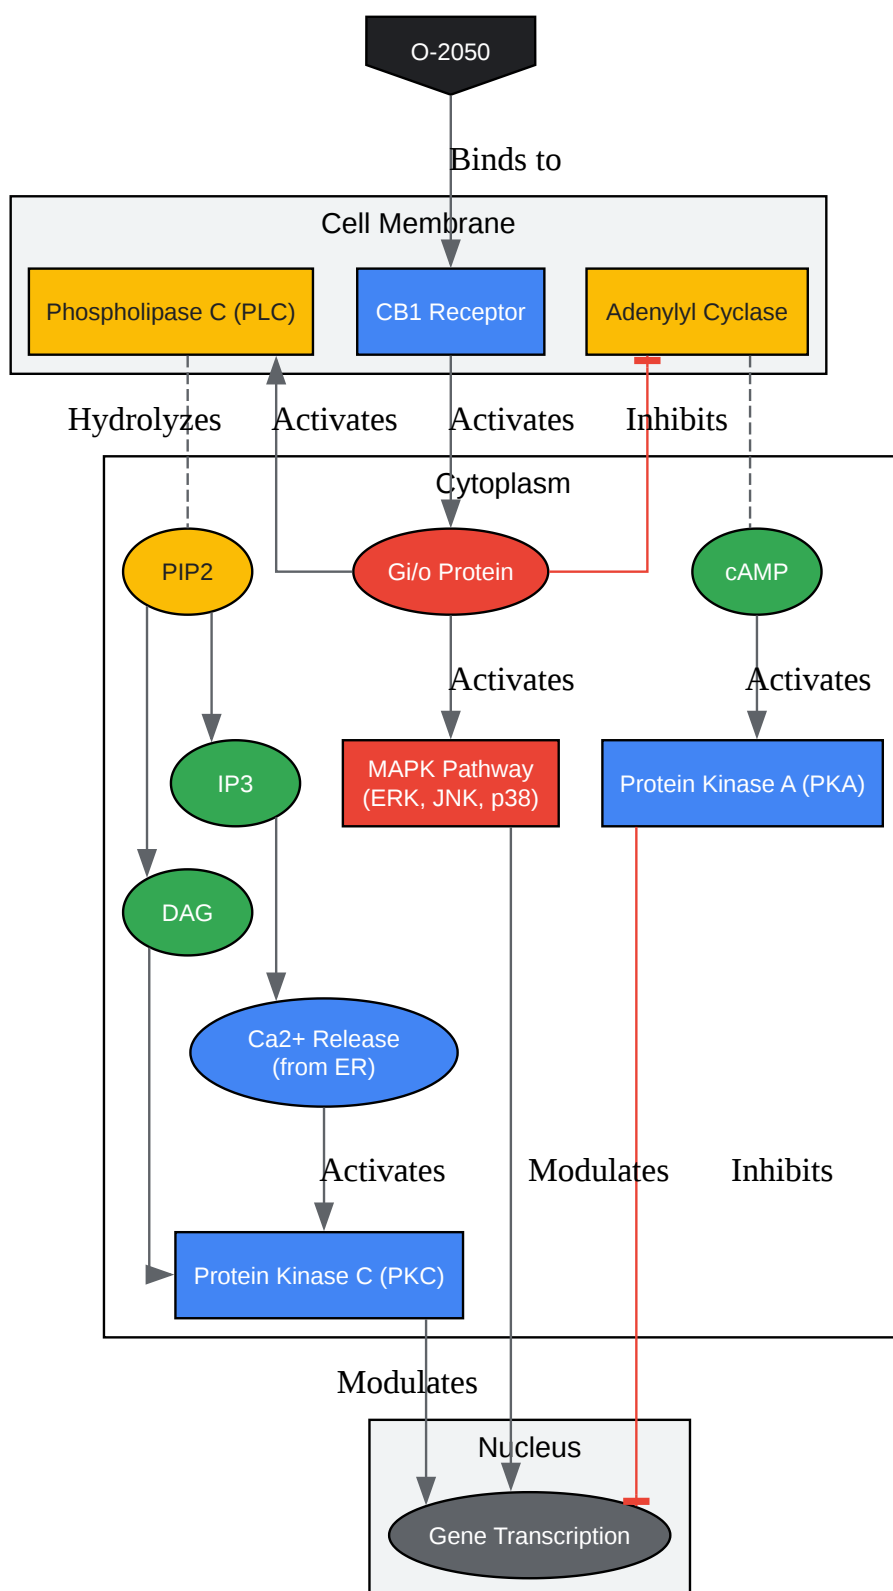 O-2050
Binds to
Cell Membrane
Phospholipase C (PLC)
CB1 Receptor
Adenylyl Cyclase
Hydrolyzes
Activates
Activates
Inhibits
Cytoplasm
PIP2
Gi/o Protein
cAMP
Activates
Activates
IP3
MAPK Pathway
(ERK, JNK, p38)
Protein Kinase A (PKA)
DAG
Ca2+ Release
(from ER)
Activates
Modulates
Inhibits
Protein Kinase C (PKC)
Modulates
Nucleus
Gene Transcription